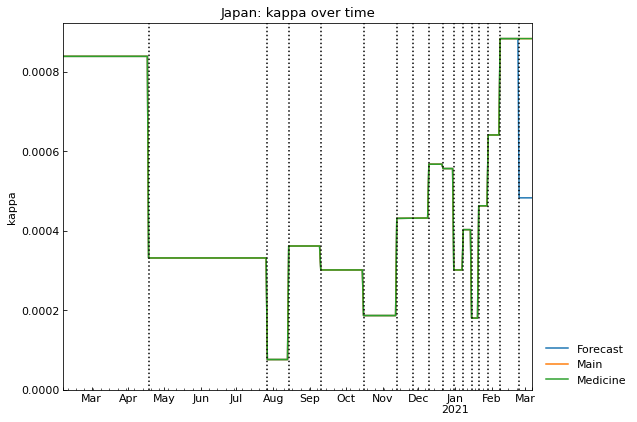 Japan: kappa over time
0.0008
0.0006
0.0004
0.0002
0.0000
kappa
Mar Apr May Jun Jul Aug Sep Oct Nov Dec Jan Feb Mar
2021
Forecast
Main
Medicine